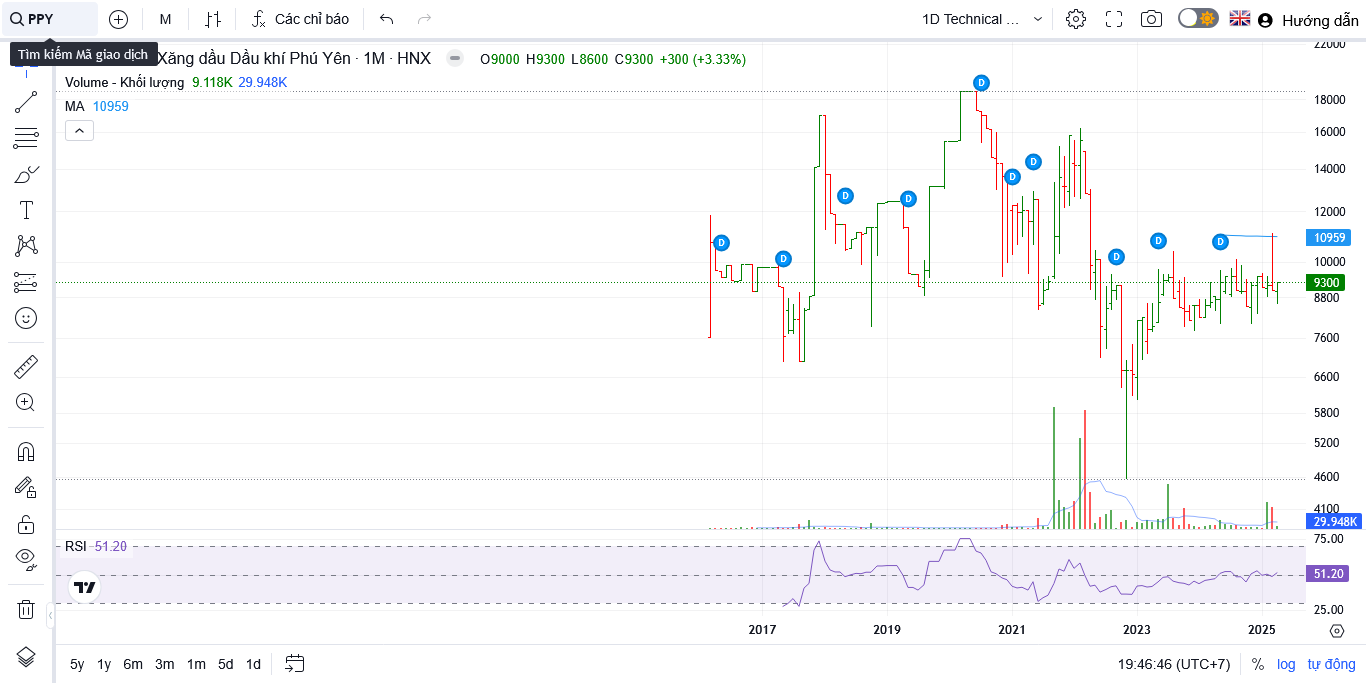 PPY
M
Các chỉ báo
1D Technical ...
Hướng dẫn
Tìm kiếm Mã giao dịch
Xăng dầu Dầu khí Phú Yên · 1M · HNX
O9000 H9300 L8600 C9300 +300 (+3.33%)
Volume - Khối lượng 9.118K 29.948K
MA 10959
22000
18000
16000
14000
12000
10959
10000
9300
8800
7600
6600
5800
5200
4600
4100
29.948K
D
D
D
D
D
D
D
D
D
D
RSI 51.20
75.00
51.20
25.00
2017 2019 2021 2023 2025
5y 1y 6m 3m 1m 5d 1d
19:46:46 (UTC+7) % log tự động